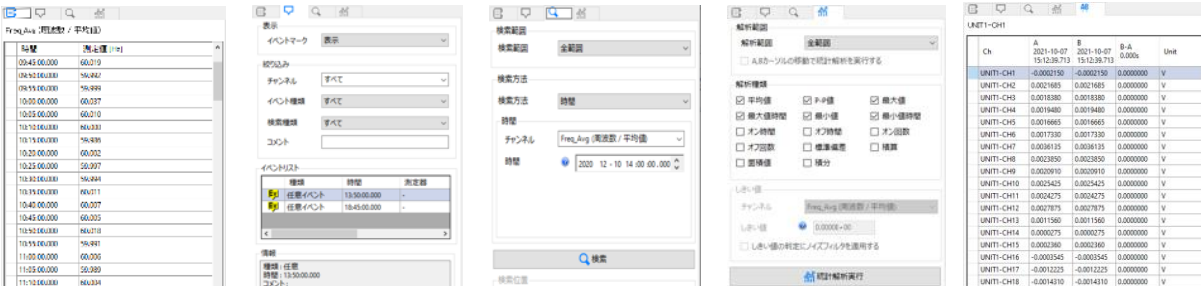 Freq_Avg (周波数 / 平均値)
時間 測定値 [Hz]
09:45:00.000 60.019
09:50:00.000 59.992
09:55:00.000 59.999
10:00:00.000 60.037
10:05:00.000 60.010
10:10:00.000 60.000
10:15:00.000 59.986
10:20:00.000 60.002
10:25:00.000 59.997
10:30:00.000 59.994
10:35:00.000 60.011
10:40:00.000 60.007
10:45:00.000 60.005
10:50:00.000 60.018
10:55:00.000 59.991
11:00:00.000 60.006
11:05:00.000 59.989
11:10:00.000 60.004
表示
イベントマーク 表示
絞り込み
チャンネル すべて
イベント種類 すべて
検索種類 すべて
コメント
イベントリスト
種類 時間 測定器
任意イベント 13:50:00.000 -
任意イベント 18:45:00.000 -
情報
種類 : 任意
時間 : 13:50:00.000
コメント :
検索範囲
検索範囲 全範囲
検索方法
検索方法 時間
時間
チャンネル Freq_Avg (周波数 / 平均値)
時間 2020 12 - 10 14 :00 :00 .000
検索
検索位置
解析範囲
解析範囲 全範囲
A,Bカーソルの移動で統計解析を実行する
解析種類
平均値 P-P値 最大値
最大値時間 最小値 最小値時間
オン時間 オフ時間 オン回数
オフ回数 標準偏差 積算
面積値 積分
しきい値
チャンネル Freq_Avg (周波数 / 平均値)
しきい値 0.0000E+00
しきい値の判定にノイズフィルタを適用する
統計解析実行
UNIT1-CH1
Ch A 2021-10-07 15:12:39.713 B 2021-10-07 15:12:39.713 B-A 0.000s Unit
UNIT1-CH1 -0.0002150 -0.0002150 0.0000000 V
UNIT1-CH2 0.0021685 0.0021685 0.0000000 V
UNIT1-CH3 0.0018380 0.0018380 0.0000000 V
UNIT1-CH4 0.0019480 0.0019480 0.0000000 V
UNIT1-CH5 0.0016665 0.0016665 0.0000000 V
UNIT1-CH6 0.0017330 0.0017330 0.0000000 V
UNIT1-CH7 0.0036135 0.0036135 0.0000000 V
UNIT1-CH8 0.0023850 0.0023850 0.0000000 V
UNIT1-CH9 0.0020910 0.0020910 0.0000000 V
UNIT1-CH10 0.0025425 0.0025425 0.0000000 V
UNIT1-CH11 0.0024275 0.0024275 0.0000000 V
UNIT1-CH12 0.0027875 0.0027875 0.0000000 V
UNIT1-CH13 0.0011560 0.0011560 0.0000000 V
UNIT1-CH14 0.0000275 0.0000275 0.0000000 V
UNIT1-CH15 0.0002360 0.0002360 0.0000000 V
UNIT1-CH16 -0.0003545 -0.0003545 0.0000000 V
UNIT1-CH17 -0.0012225 -0.0012225 0.0000000 V
UNIT1-CH18 -0.0014310 -0.0014310 0.0000000 V